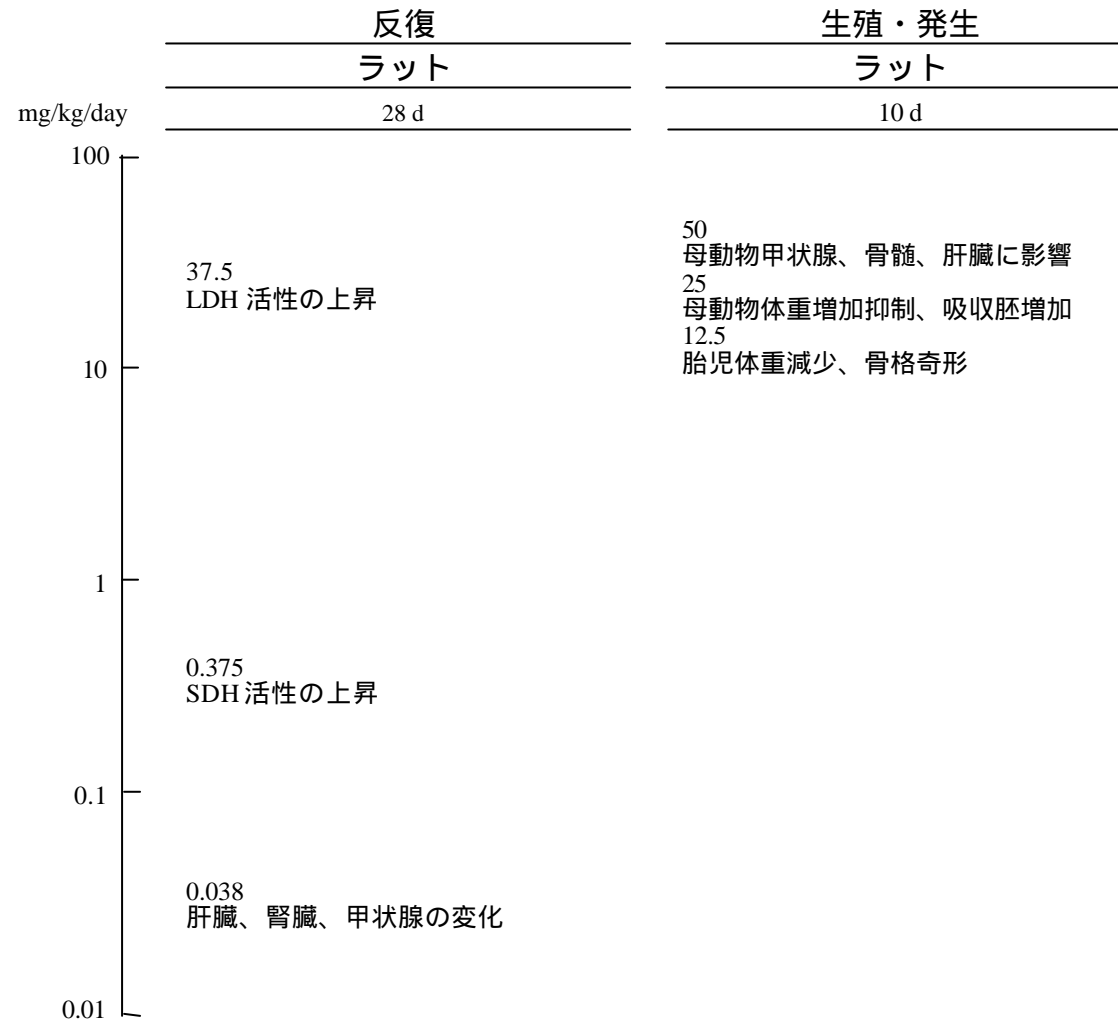 反復
生殖・発生
ラット
ラット
mg/kg/day
28 d
10 d
100
50
母動物甲状腺、骨髄、肝臓に影響
37.5
LDH 活性の上昇
25
母動物体重増加抑制、吸収胚増加
12.5
胎児体重減少、骨格奇形
10
1
0.375
SDH 活性の上昇
0.1
0.038
肝臓、腎臓、甲状腺の変化
0.01